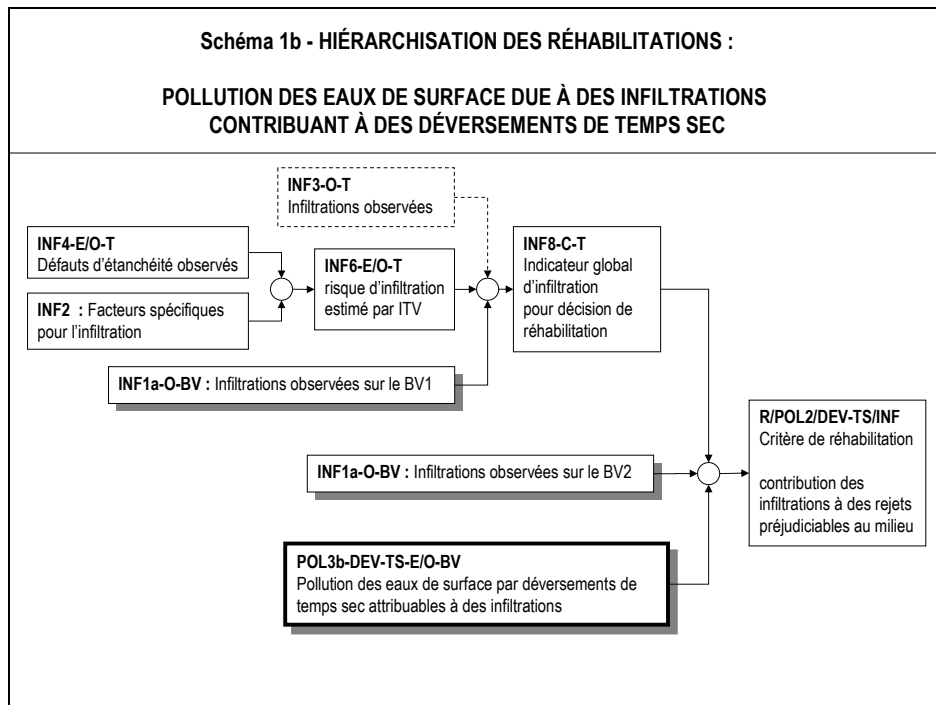 Schéma 1b - HIÉRARCHISATION DES RÉHABILITATIONS :
POLLUTION DES EAUX DE SURFACE DUE À DES INFILTRATIONS
CONTRIBUANT À DES DÉVERSEMENTS DE TEMPS SEC
INF3-O-T
Infiltrations observées
INF4-E/O-T
Défauts d'étanchéité observés
INF2 : Facteurs spécifiques
pour l'infiltration
INF6-E/O-T
risque d'infiltration
estimé par ITV
INF8-C-T
Indicateur global
d'infiltration
pour décision de
réhabilitation
INF1a-O-BV : Infiltrations observées sur le BV1
INF1a-O-BV : Infiltrations observées sur le BV2
R/POL2/DEV-TS/INF
Critère de réhabilitation
contribution des
infiltrations à des rejets
préjudiciables au milieu
POL3b-DEV-TS-E/O-BV
Pollution des eaux de surface par déversements de
temps sec attribuables à des infiltrations